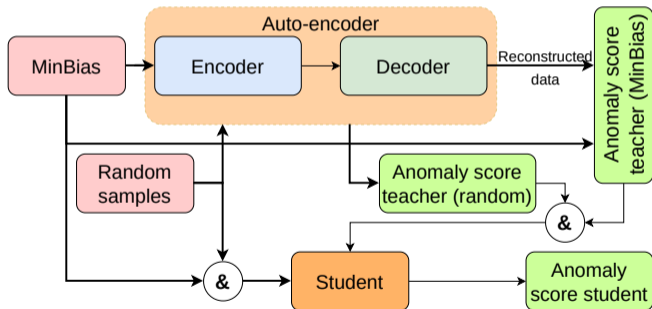 Auto-encoder
MinBias
Encoder
Decoder
Reconstructed
data
Anomaly score
teacher (MinBias)
Random
samples
Anomaly score
teacher (random)
&
&
Student
Anomaly
score student